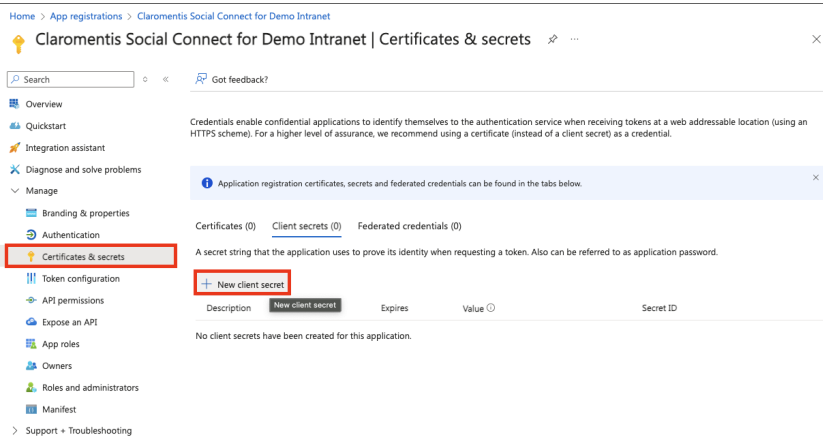 Home > App registrations > Claromentis Social Connect for Demo Intranet
Claromentis Social Connect for Demo Intranet | Certificates & secrets
Search
Got feedback?
Overview
Quickstart
Integration assistant
Diagnose and solve problems
Manage
Branding & properties
Authentication
Certificates & secrets
Token configuration
API permissions
Expose an API
App roles
Owners
Roles and administrators
Manifest
Support + Troubleshooting
Credentials enable confidential applications to identify themselves to the authentication service when receiving tokens at a web addressable location (using an
HTTPS scheme). For a higher level of assurance, we recommend using a certificate (instead of a client secret) as a credential.
Application registration certificates, secrets and federated credentials can be found in the tabs below.
Certificates (0) Client secrets (0) Federated credentials (0)
A secret string that the application uses to prove its identity when requesting a token. Also can be referred to as application password.
New client secret
New client secret
Description Expires Value Secret ID
No client secrets have been created for this application.